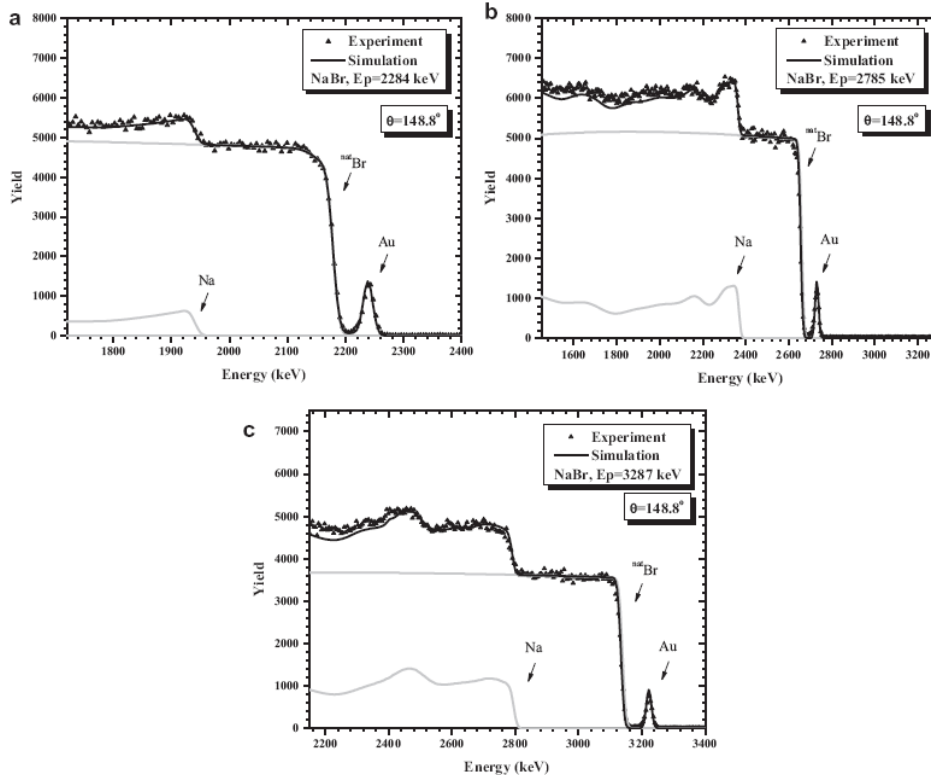 a
8000
7000
6000
5000
4000
3000
2000
1000
0
Yield
Experiment
Simulation
NaBr, Ep=2284 keV
θ=148.8°
natBr
Au
Na
1800 1900 2000 2100 2200 2300 2400
Energy (keV)
b
8000
7000
6000
5000
4000
3000
2000
1000
0
Yield
Experiment
Simulation
NaBr, Ep=2785 keV
θ=148.8°
natBr
Na
Au
1600 1800 2000 2200 2400 2600 2800 3000 3200
Energy (keV)
c
7000
6000
5000
4000
3000
2000
1000
0
Yield
Experiment
Simulation
NaBr, Ep=3287 keV
θ=148.8°
natBr
Na
Au
2200 2400 2600 2800 3000 3200 3400
Energy (keV)